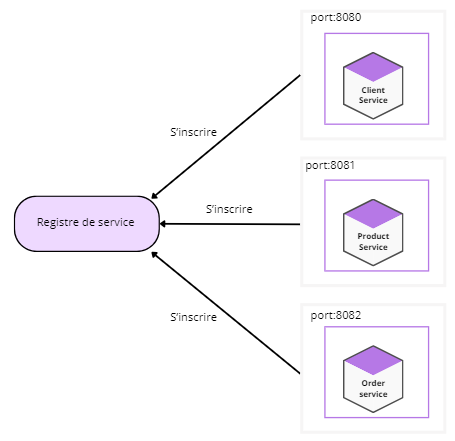 port:8080
Client
Service
S'inscrire
port:8081
S'inscrire
Registre de service
Product
Service
port:8082
S'inscrire
Order
service